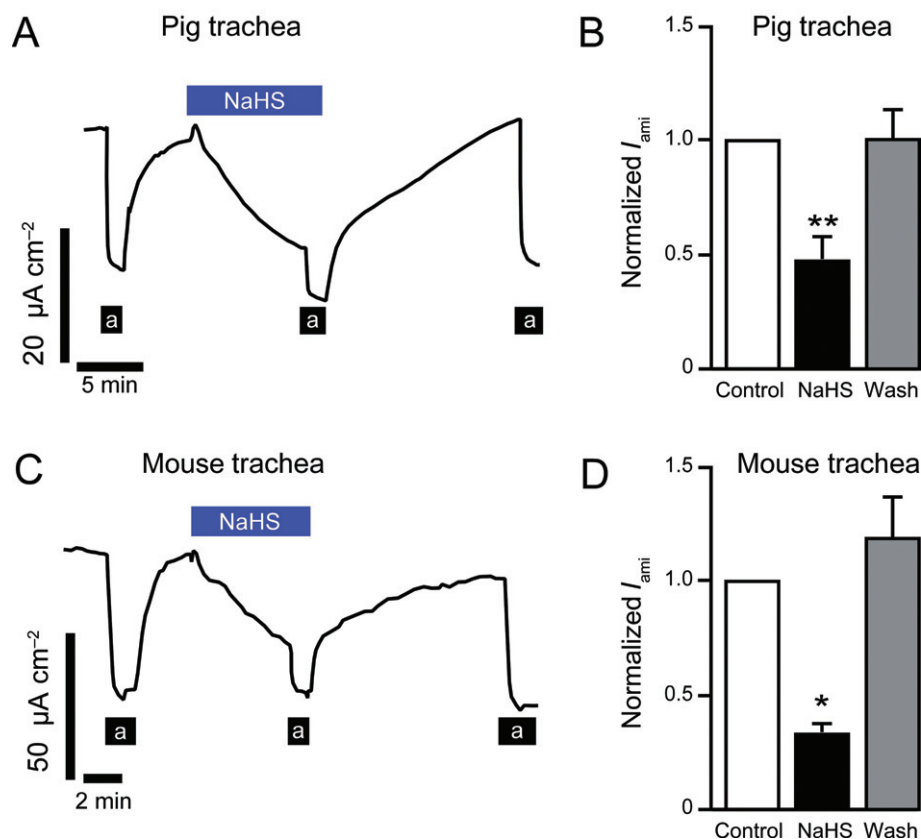 A
Pig trachea
NaHS
20 µA cm⁻²
a
a
a
5 min
B
Pig trachea
Normalized Iami
1.5
1.0
0.5
0
**
Control
NaHS
Wash
C
Mouse trachea
NaHS
50 µA cm⁻²
a
a
a
2 min
D
Mouse trachea
Normalized Iami
1.5
1.0
0.5
0
*
Control
NaHS
Wash